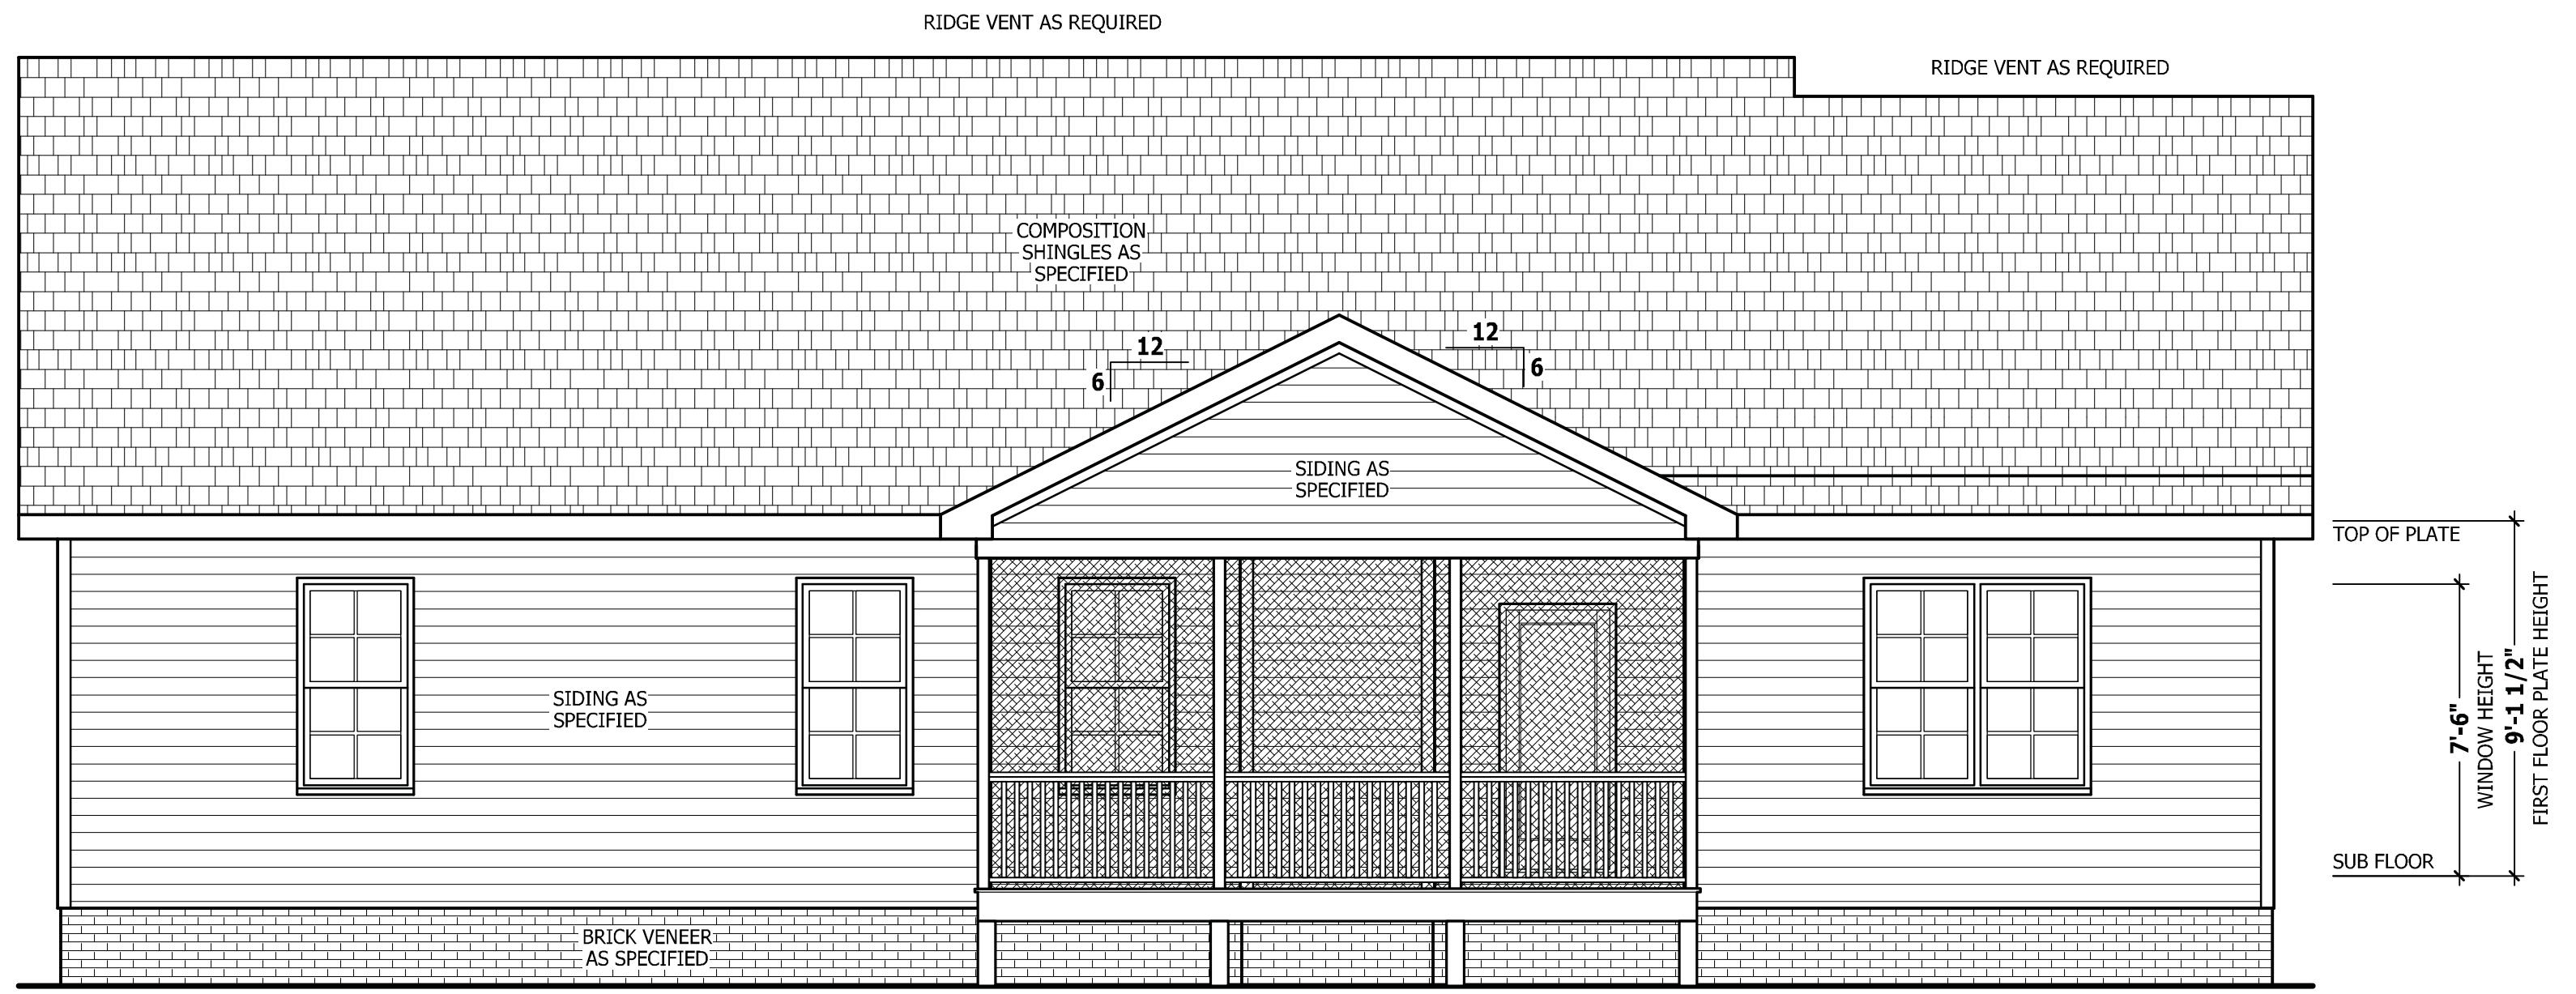 RIDGE VENT AS REQUIRED
RIDGE VENT AS REQUIRED
COMPOSITION
SHINGLES AS
SPECIFIED
12
6
12
6
SIDING AS
SPECIFIED
TOP OF PLATE
SIDING AS
SPECIFIED
7'-6"
WINDOW HEIGHT
9'-1 1/2"
FIRST FLOOR PLATE HEIGHT
SUB FLOOR
BRICK VENEER
AS SPECIFIED